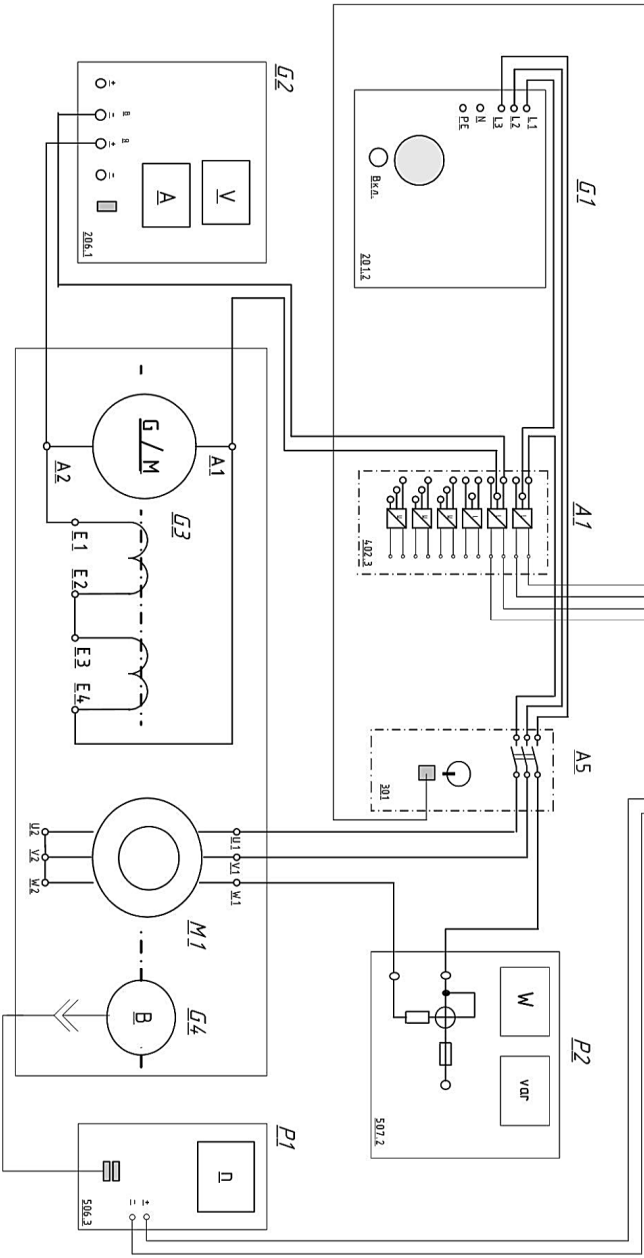 G2
+
Я
=
Я
+
=
A
V
206.1
G1
L1
L2
L3
N
PE
Вкл.
201.2
A1
402.3
A5
301
G/M
A1
A2
G3
E1
E2
E3
E4
U1
V1
W1
U2
V2
W2
M1
B
G4
W
var
P2
507.2
P1
n
+
=
506.3